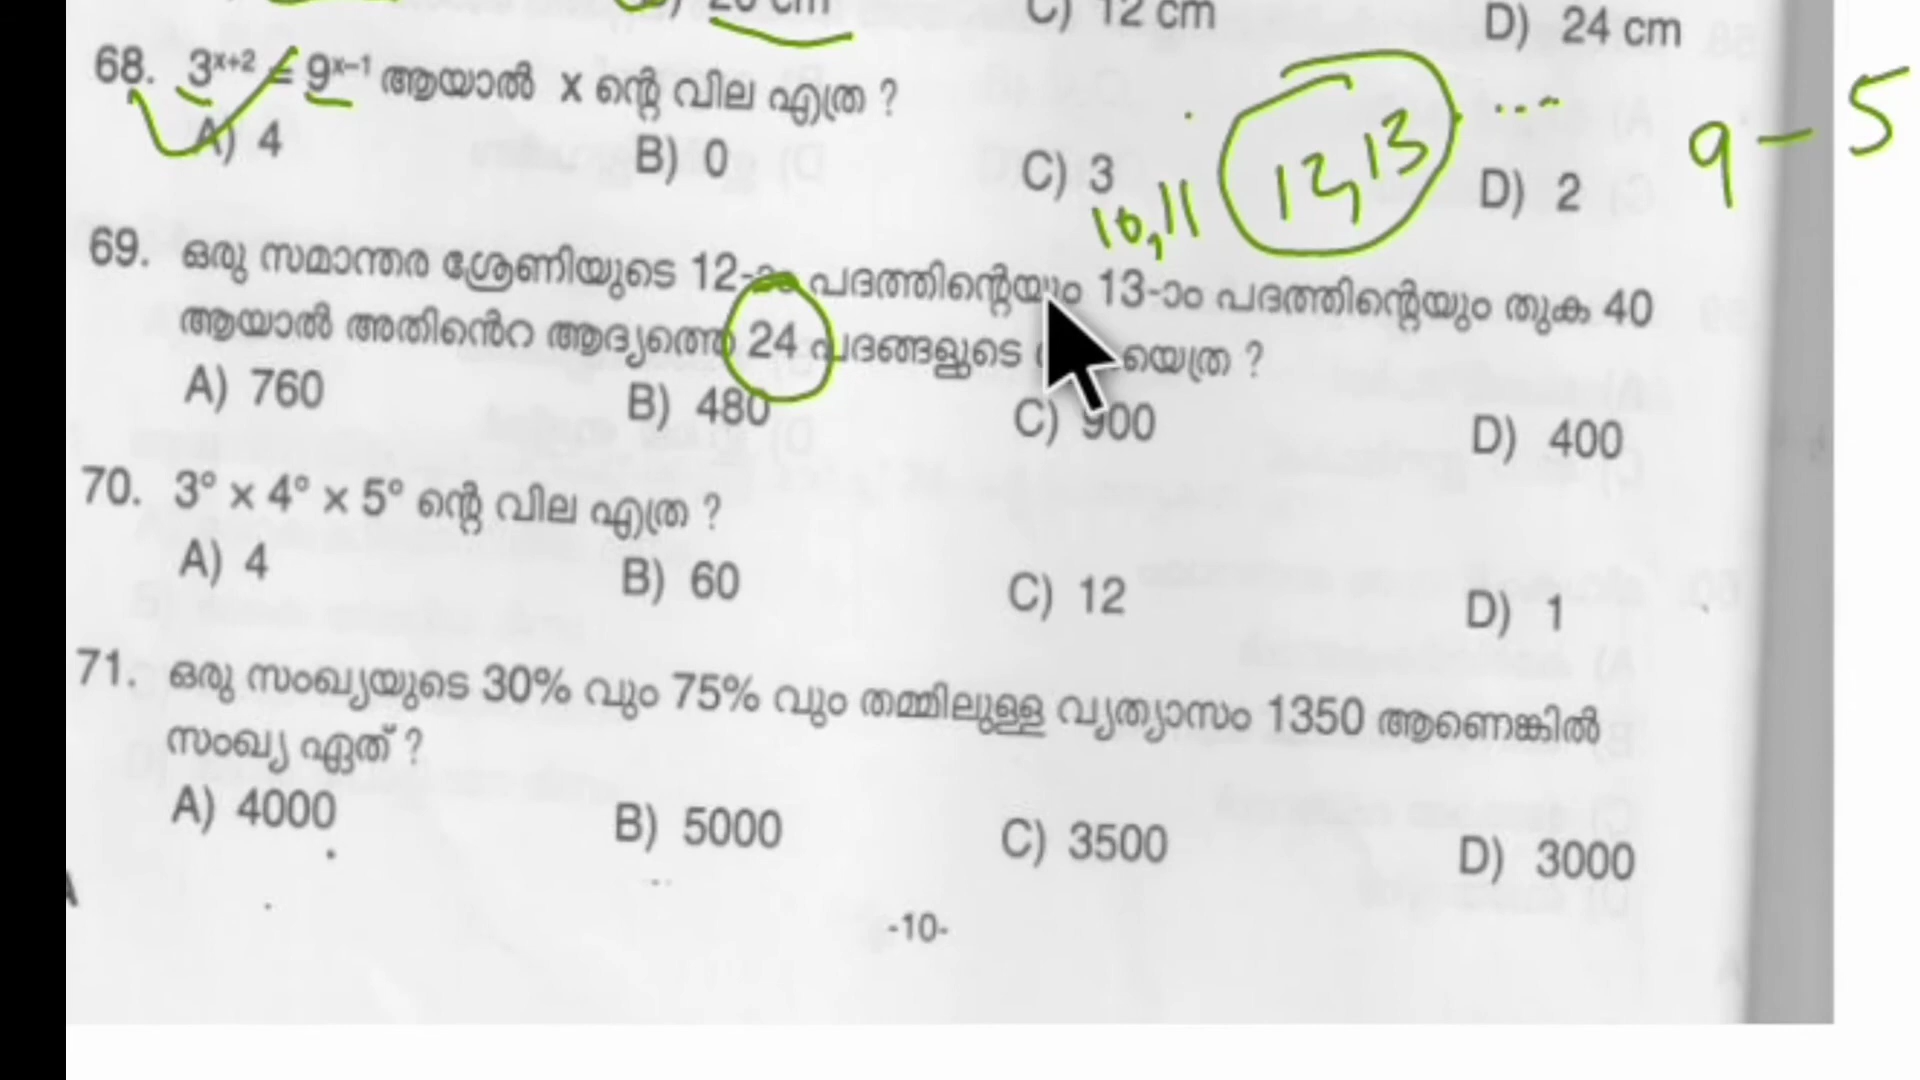 20 cm C) 12 cm D) 24 cm
68. 3ˣ⁺² = 9ˣ⁻¹ ആയാൽ x ന്റെ വില എത്ര ?
A) 4 B) 0 C) 3 D) 2
10, 11 12, 13 ... 9 - 5
69. ഒരു സമാന്തര ശ്രേണിയുടെ 12-ാം പദത്തിന്റെയും 13-ാം പദത്തിന്റെയും തുക 40
ആയാൽ അതിൻെറ ആദ്യത്തെ 24 പദങ്ങളുടെ യെത്ര ?
A) 760 B) 480 C) 900 D) 400
70. 3° x 4° x 5° ന്റെ വില എത്ര ?
A) 4 B) 60 C) 12 D) 1
71. ഒരു സംഖ്യയുടെ 30% വും 75% വും തമ്മിലുള്ള വ്യത്യാസം 1350 ആണെങ്കിൽ
സംഖ്യ ഏത് ?
A) 4000 B) 5000 C) 3500 D) 3000
-10-